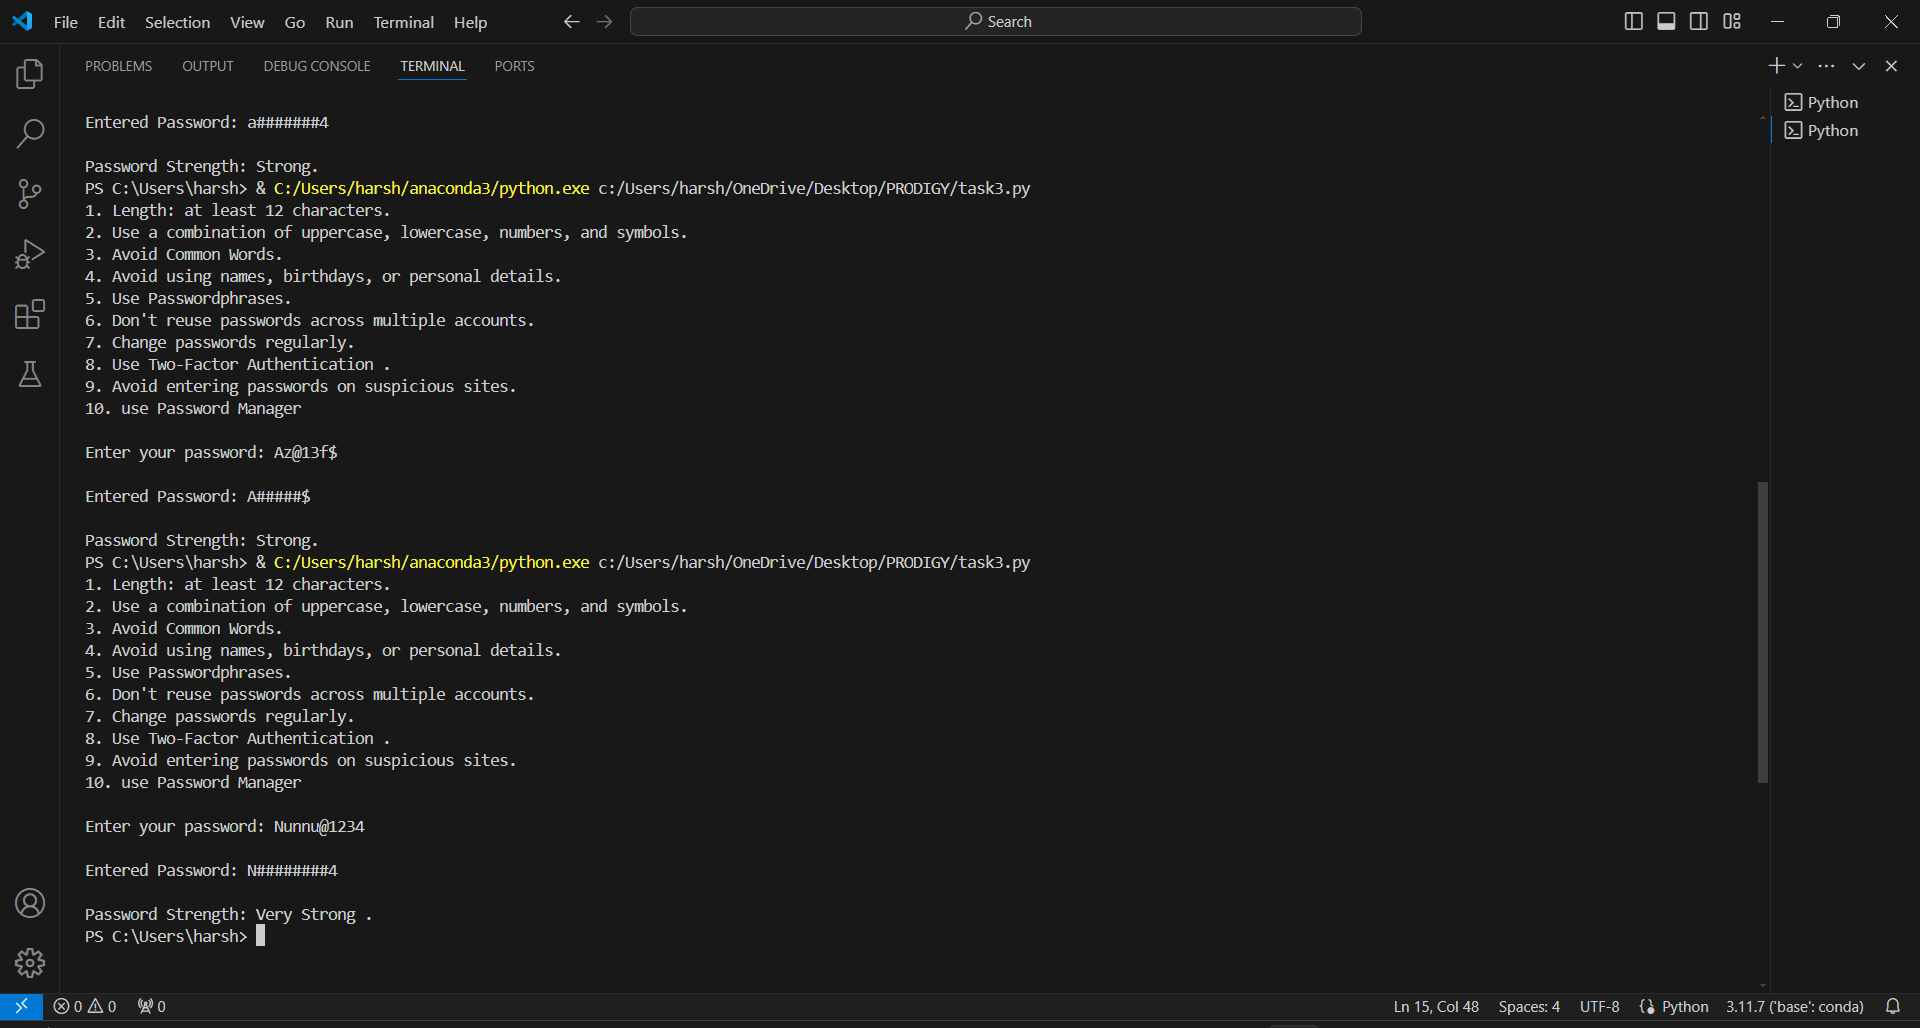 File Edit Selection View Go Run Terminal Help
Search
PROBLEMS OUTPUT DEBUG CONSOLE TERMINAL PORTS
Python
Python
Entered Password: a#######4
Password Strength: Strong.
PS C:\Users\harsh> & C:/Users/harsh/anaconda3/python.exe c:/Users/harsh/OneDrive/Desktop/PRODIGY/task3.py
1. Length: at least 12 characters.
2. Use a combination of uppercase, lowercase, numbers, and symbols.
3. Avoid Common Words.
4. Avoid using names, birthdays, or personal details.
5. Use Passwordphrases.
6. Don't reuse passwords across multiple accounts.
7. Change passwords regularly.
8. Use Two-Factor Authentication .
9. Avoid entering passwords on suspicious sites.
10. use Password Manager
Enter your password: Az@13f$
Entered Password: A#####$
Password Strength: Strong.
PS C:\Users\harsh> & C:/Users/harsh/anaconda3/python.exe c:/Users/harsh/OneDrive/Desktop/PRODIGY/task3.py
1. Length: at least 12 characters.
2. Use a combination of uppercase, lowercase, numbers, and symbols.
3. Avoid Common Words.
4. Avoid using names, birthdays, or personal details.
5. Use Passwordphrases.
6. Don't reuse passwords across multiple accounts.
7. Change passwords regularly.
8. Use Two-Factor Authentication .
9. Avoid entering passwords on suspicious sites.
10. use Password Manager
Enter your password: Nunnu@1234
Entered Password: N########4
Password Strength: Very Strong .
PS C:\Users\harsh>
0 0 0 Ln 15, Col 48 Spaces: 4 UTF-8 {} Python 3.11.7 ('base': conda)